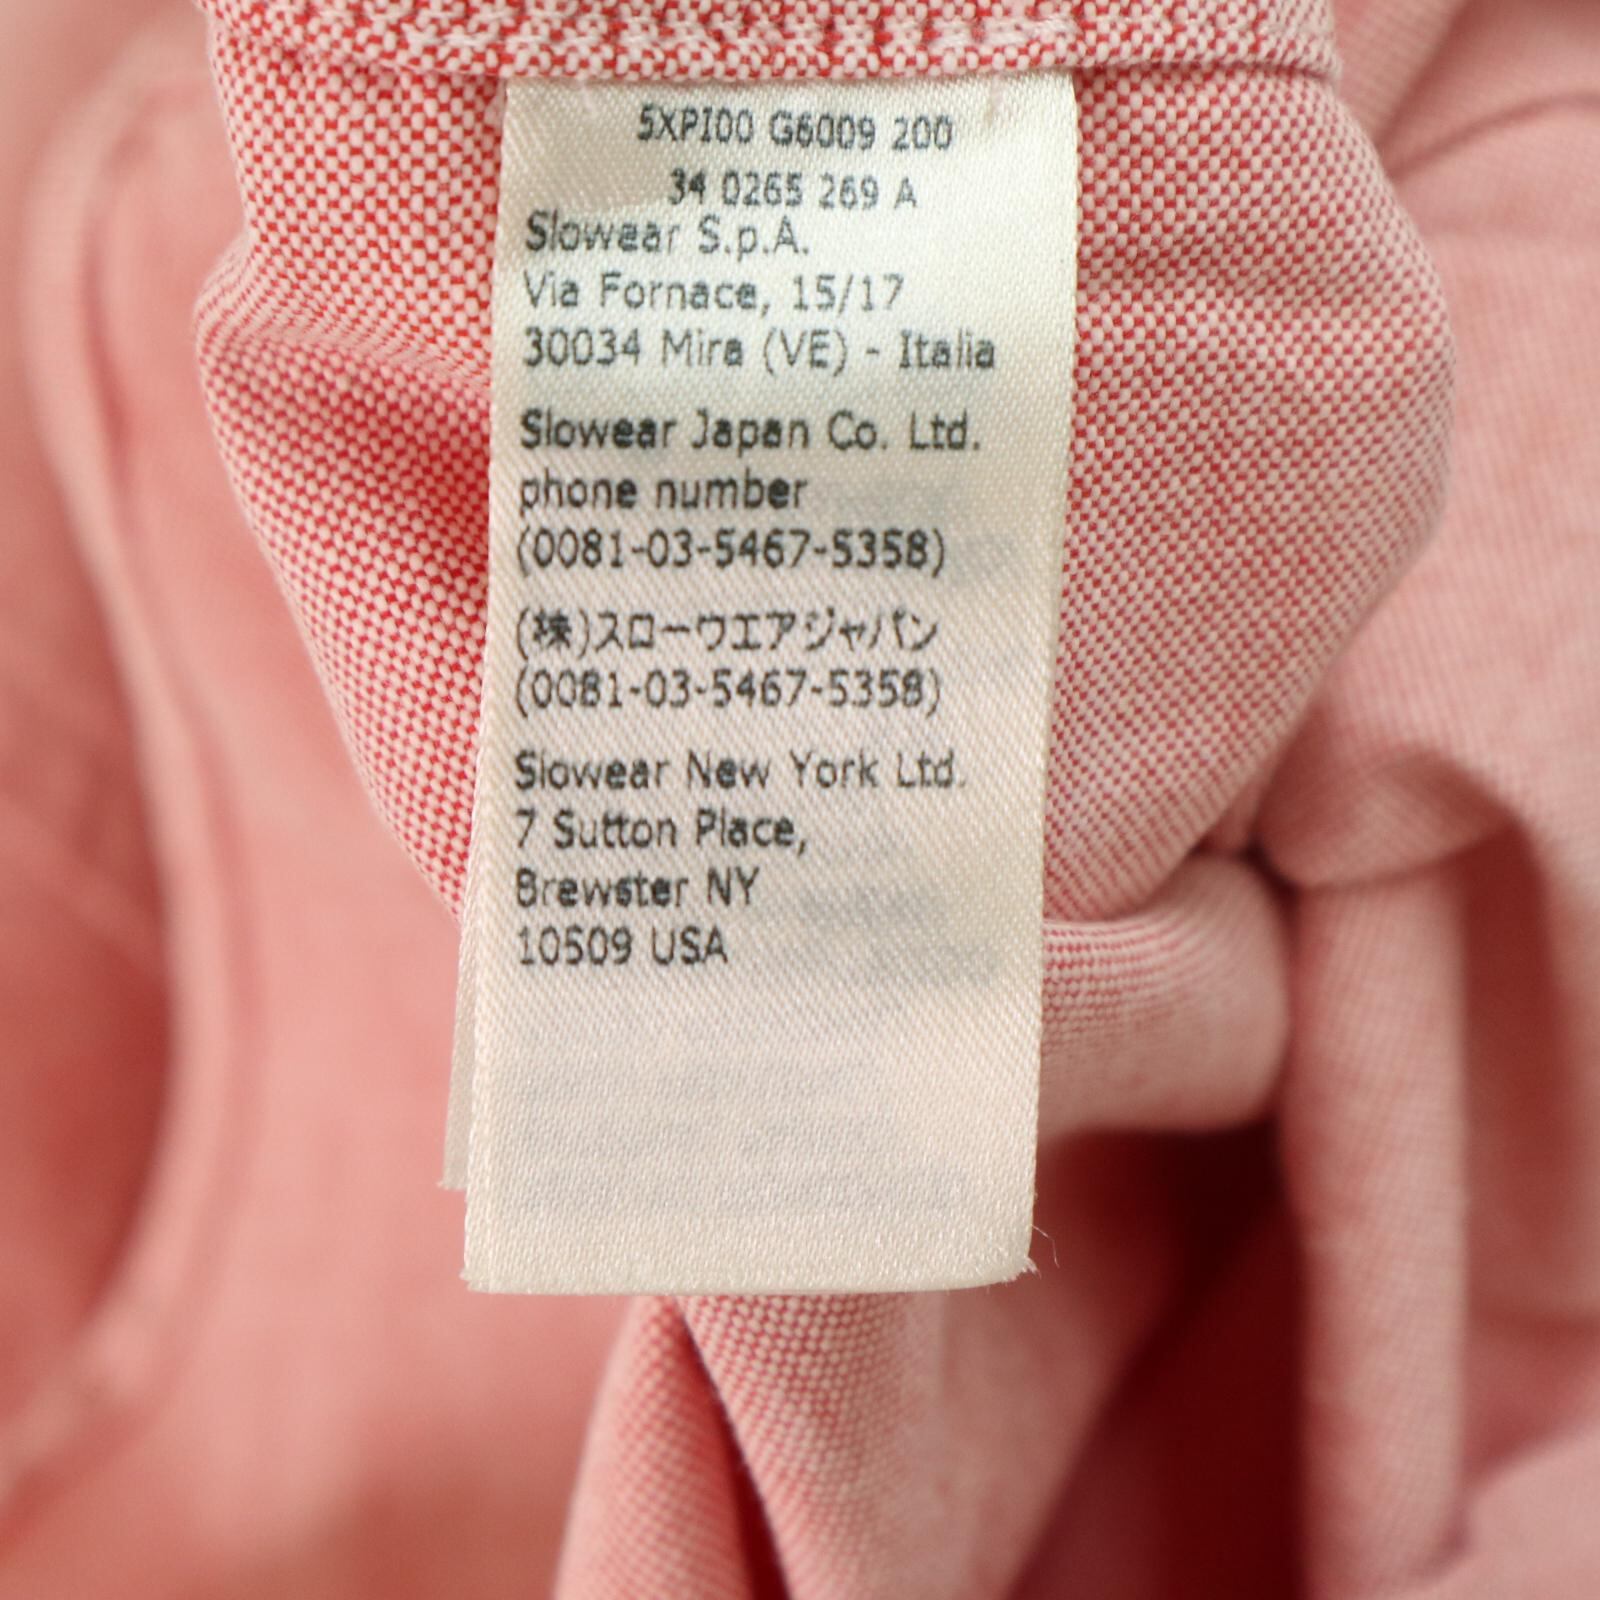 5XPI00 G6009 200
34 0265 269 A
Slowear S.p.A.
Via Fornace, 15/17
30034 Mira (VE) - Italia
Slowear Japan Co. Ltd.
phone number
(0081-03-5467-5358)
(株)スローウエアジャパン
(0081-03-5467-5358)
Slowear New York Ltd.
7 Sutton Place,
Brewster NY
10509 USA